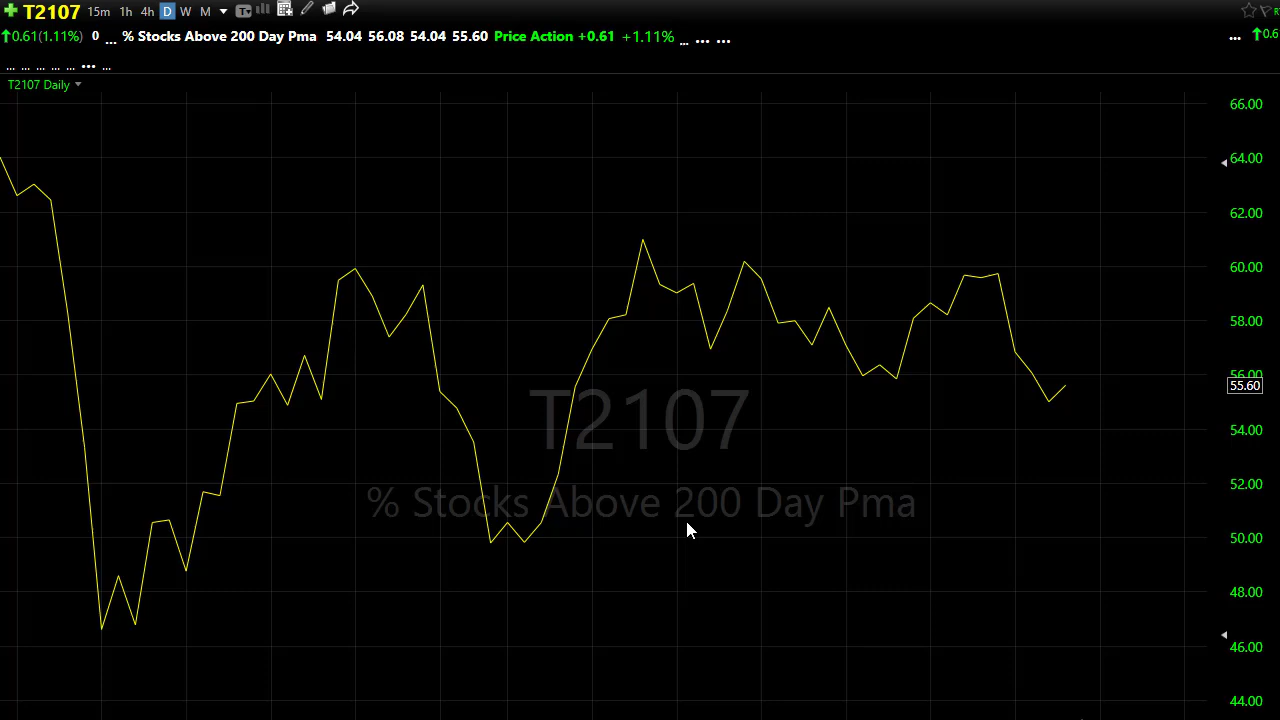 T2107 15m 1h 4h D W M T
0.61(1.11%) 0 ... % Stocks Above 200 Day Pma 54.04 56.08 54.04 55.60 Price Action +0.61 +1.11% ... ... ... ... 0.6
... ... ... ... ... ... ...
T2107 Daily
66.00
64.00
62.00
60.00
58.00
56.00
55.60
54.00
52.00
50.00
48.00
46.00
44.00
T2107
% Stocks Above 200 Day Pma